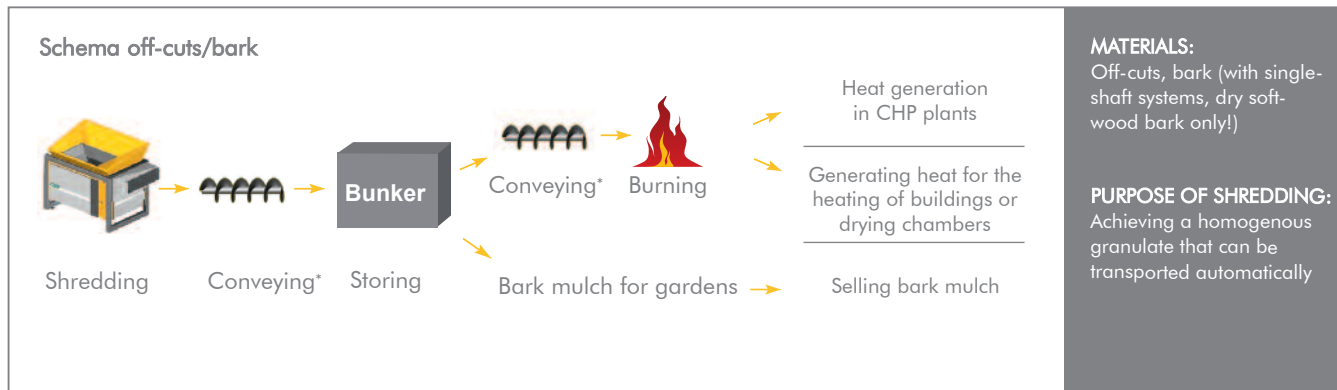 Schema off-cuts/bark
Shredding
Conveying*
Bunker
Storing
Conveying*
Burning
Bark mulch for gardens
Heat generation
in CHP plants
Generating heat for the
heating of buildings or
drying chambers
Selling bark mulch
MATERIALS:
Off-cuts, bark (with single-
shaft systems, dry soft-
wood bark only!)
PURPOSE OF SHREDDING:
Achieving a homogenous
granulate that can be
transported automatically